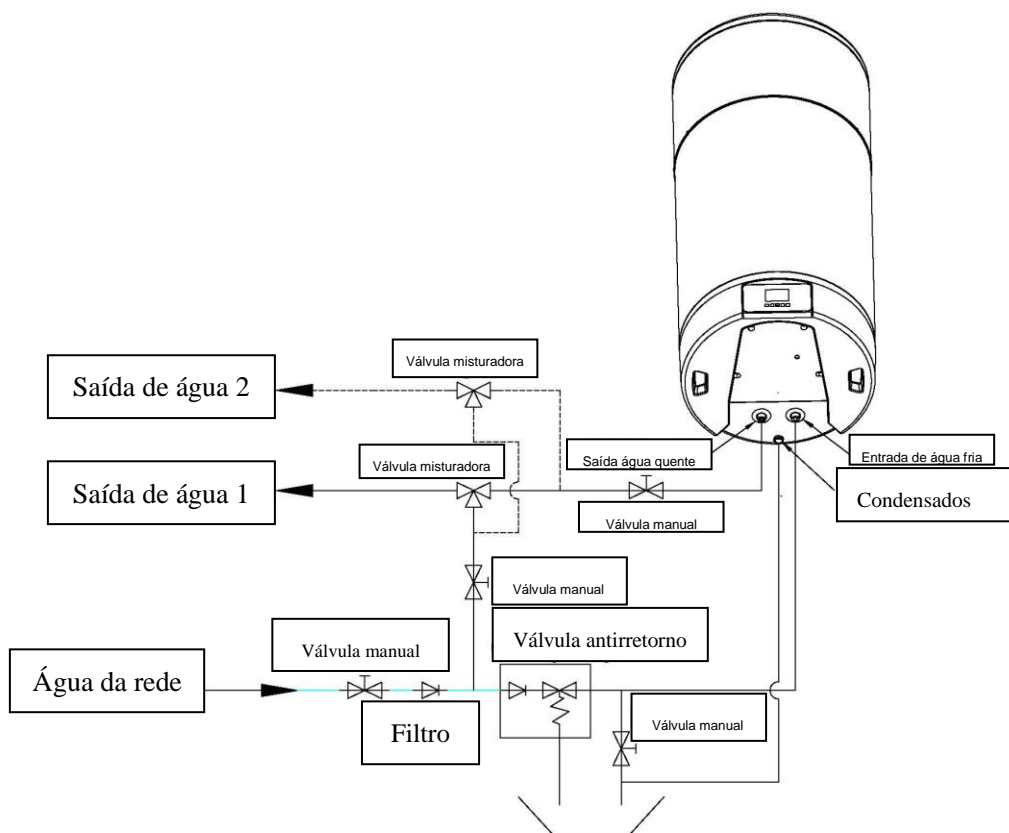 Válvula misturadora
Saída de água 2
Saída água quente
Entrada de água fria
Válvula misturadora
Saída de água 1
Condensados
Válvula manual
Válvula manual
Válvula antirretorno
Válvula manual
Água da rede
Filtro
Válvula manual